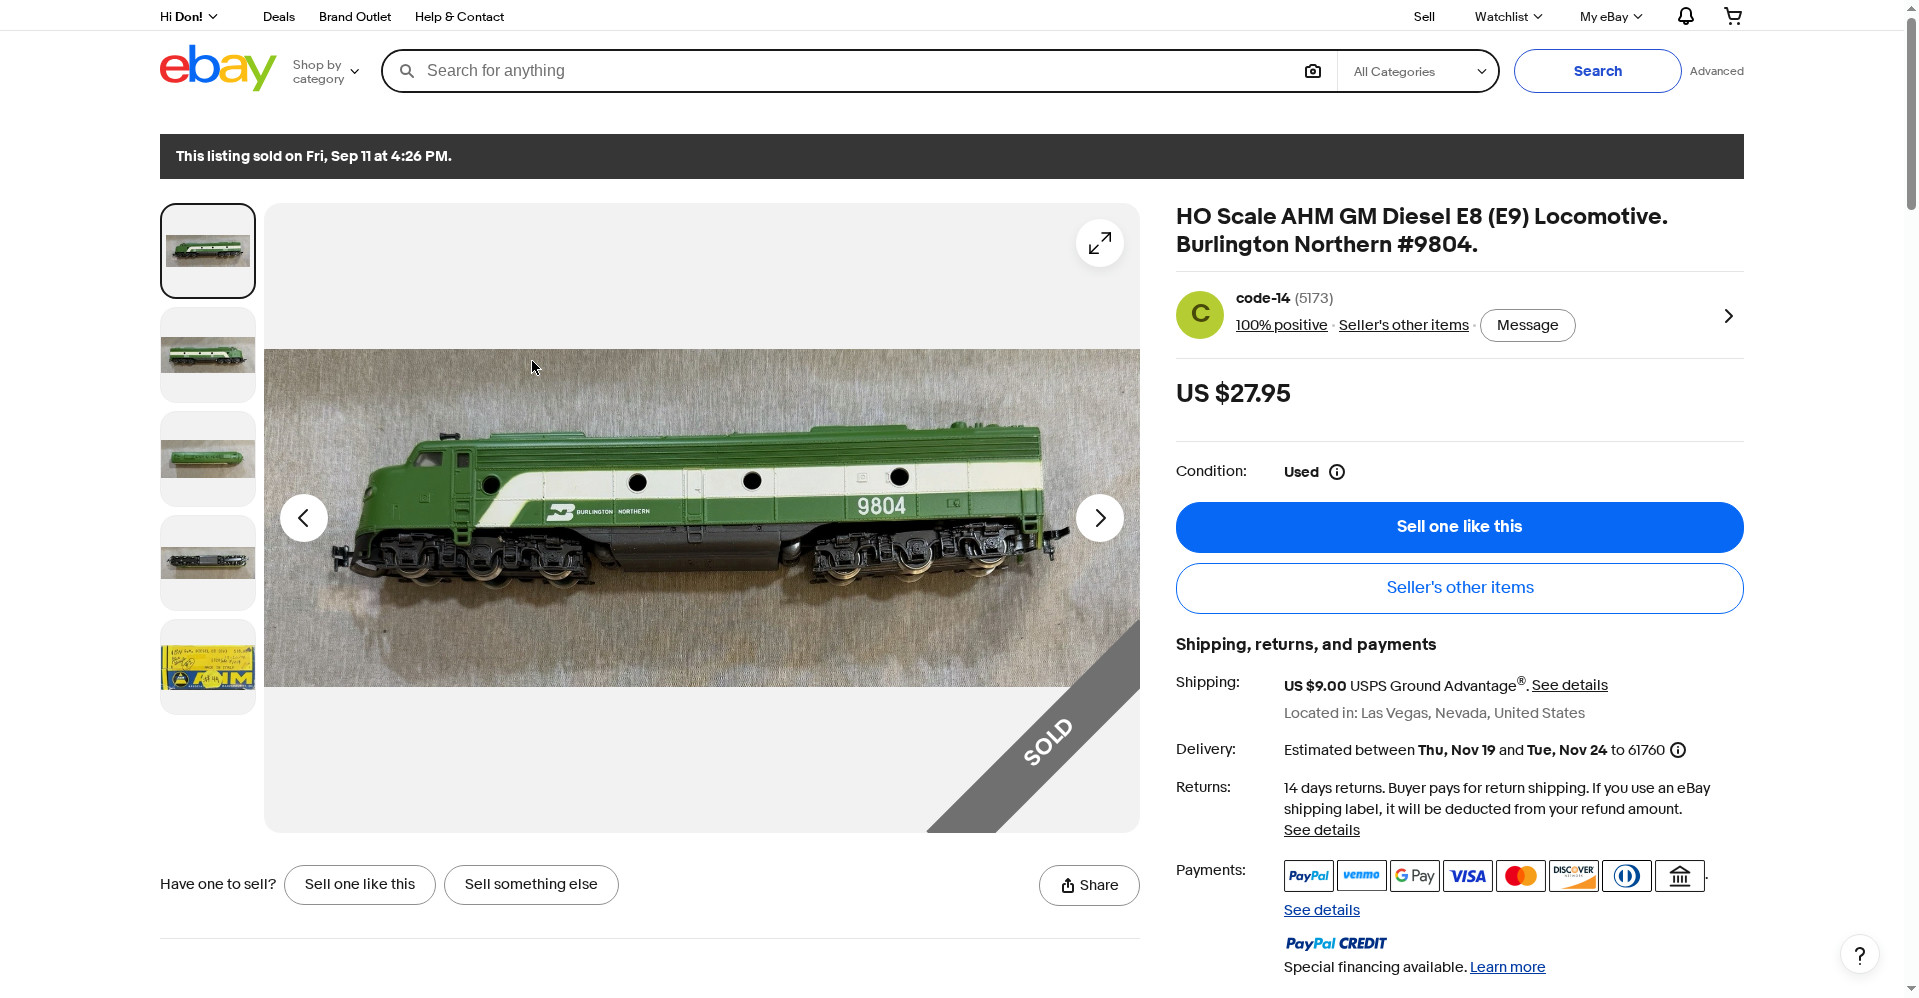 Hi Don!
Deals
Brand Outlet
Help & Contact
Sell
Watchlist
My eBay
ebay
Shop by
category
Search for anything
All Categories
Search
Advanced
This listing sold on Fri, Sep 11 at 4:26 PM.
HO Scale AHM GM Diesel E8 (E9) Locomotive.
Burlington Northern #9804.
C
code-14 (5173)
100% positive · Seller's other items · Message
US $27.95
Condition: Used
Sell one like this
Seller's other items
BURLINGTON NORTHERN
9804
SOLD
AHM
Shipping, returns, and payments
Shipping: US $9.00 USPS Ground Advantage®. See details
Located in: Las Vegas, Nevada, United States
Delivery: Estimated between Thu, Nov 19 and Tue, Nov 24 to 61760
Returns: 14 days returns. Buyer pays for return shipping. If you use an eBay
shipping label, it will be deducted from your refund amount.
See details
Payments: PayPal venmo G Pay VISA DISCOVER .
See details
PayPal CREDIT
Special financing available. Learn more
Have one to sell? Sell one like this Sell something else
Share
?